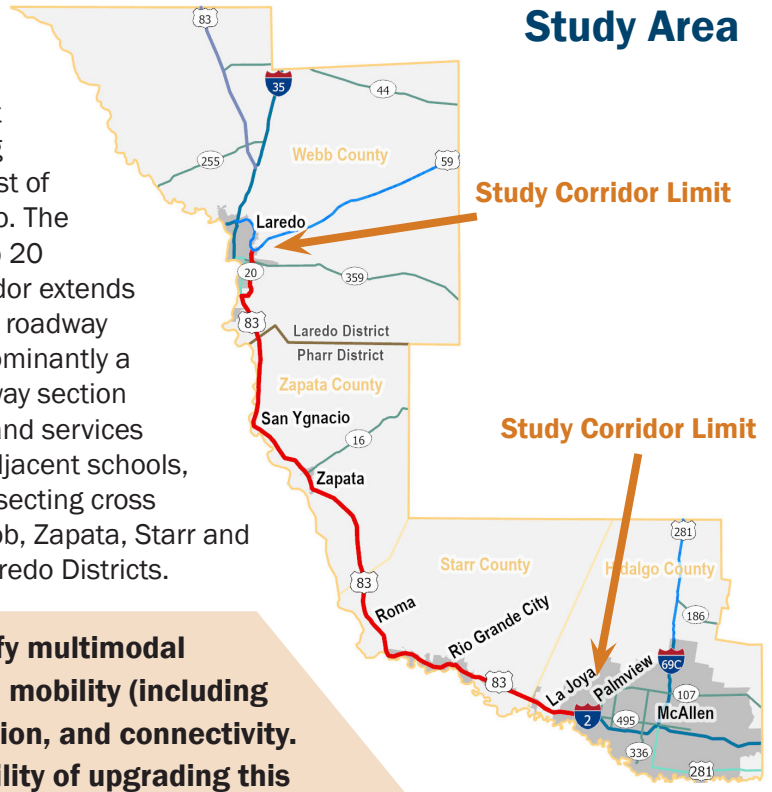 Study Area
83
35
44
255
Webb County
59
st of
Study Corridor Limit
Laredo
o. The
20
20
359
dor extends
83
Laredo District
roadway
Pharr District
ominantly a
Zapata County
way section
San Ygnacio
and services
16
Study Corridor Limit
djacent schools,
Zapata
secting cross
281
bb, Zapata, Starr and
Starr County
Hidalgo County
83
redo Districts.
186
Roma
Rio Grande City
La Joya
Palmview
69C
83
107
2
495
McAllen
336
281
fy multimodal
mobility (including
ion, and connectivity.
ility of upgrading this